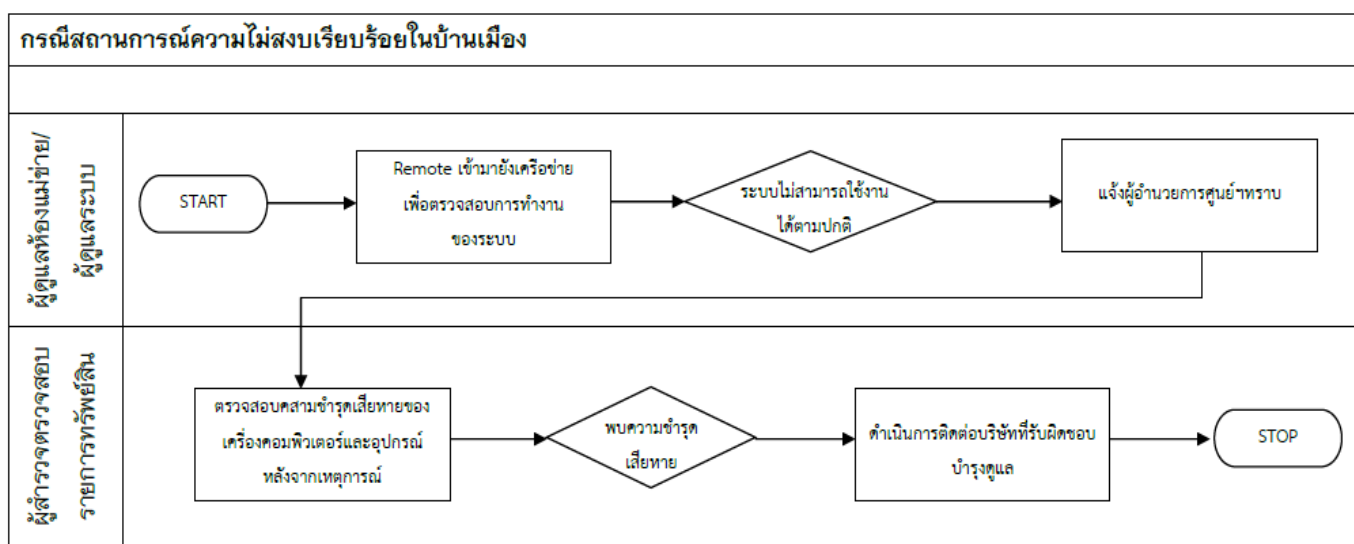 กรณีสถานการณ์ความไม่สงบเรียบร้อยในบ้านเมือง
ผู้ดูแลห้องแม่ข่าย/
ผู้ดูแลระบบ
START
Remote เข้ามายังเครือข่าย
เพื่อตรวจสอบการทำงาน
ของระบบ
ระบบไม่สามารถใช้งาน
ได้ตามปกติ
แจ้งผู้อำนวยการศูนย์ฯทราบ
ผู้สำรวจตรวจสอบ
รายการทรัพย์สิน
ตรวจสอบคสามชำรุดเสียหายของ
เครื่องคอมพิวเตอร์และอุปกรณ์
หลังจากเหตุการณ์
พบความชำรุด
เสียหาย
ดำเนินการติดต่อบริษัทที่รับผิดชอบ
บำรุงดูแล
STOP